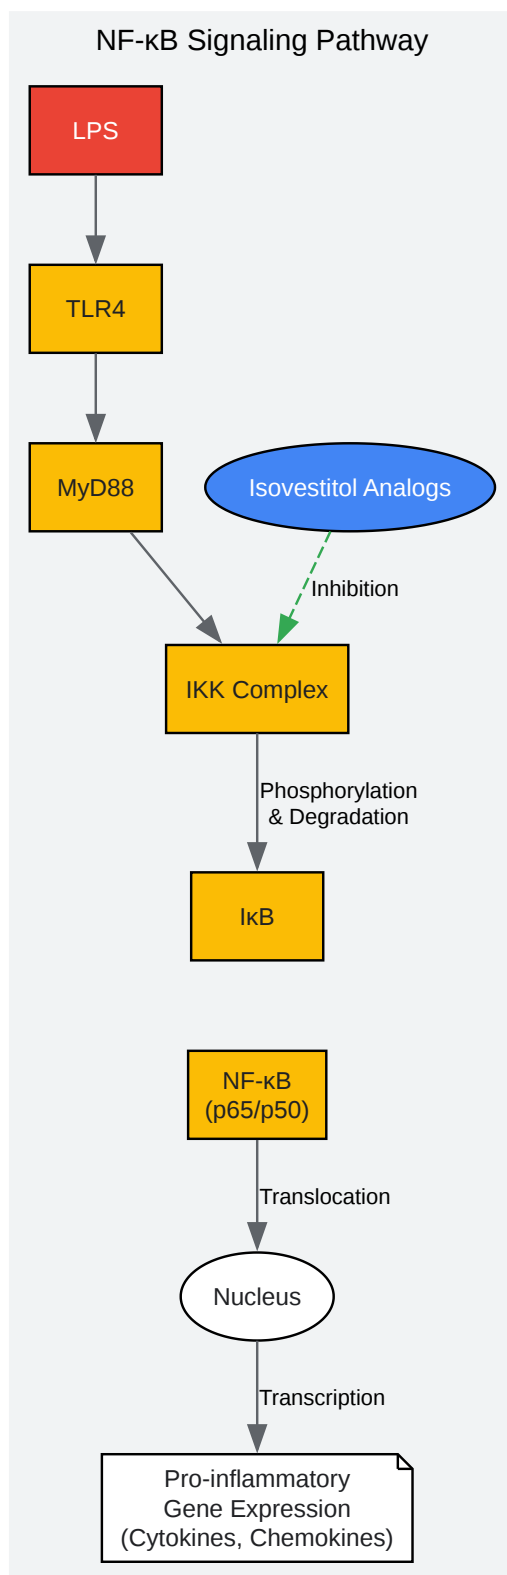 NF-κB Signaling Pathway
LPS
TLR4
MyD88
Isovestitol Analogs
Inhibition
IKK Complex
Phosphorylation
& Degradation
IκB
NF-κB
(p65/p50)
Translocation
Nucleus
Transcription
Pro-inflammatory
Gene Expression
(Cytokines, Chemokines)